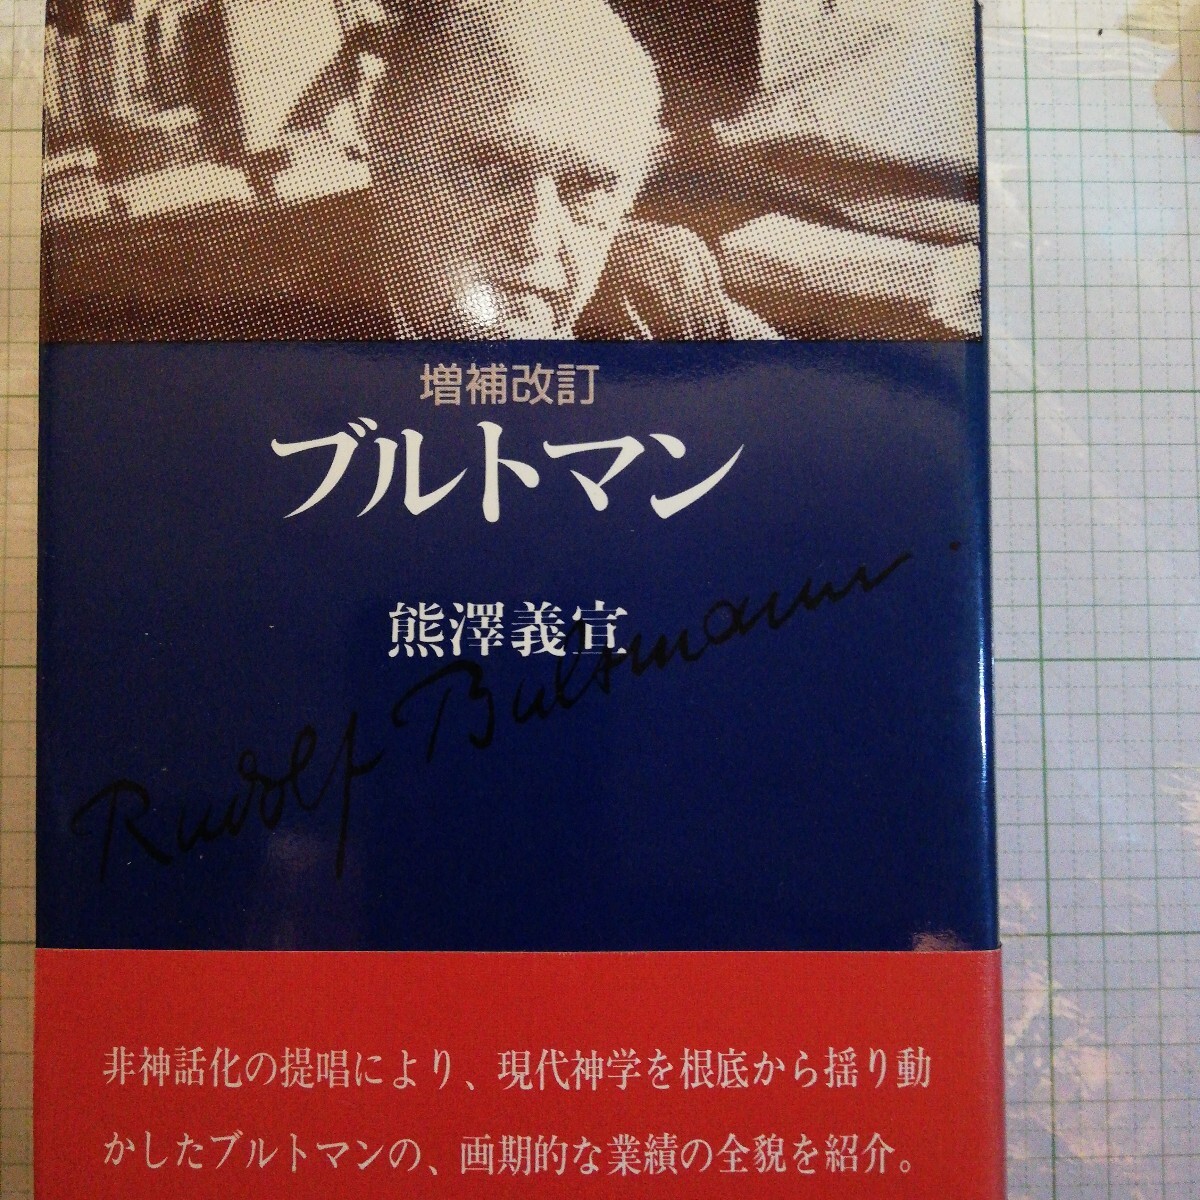 増補改訂
ブルトマン
熊澤義宣
Rudolf Bultmann.
非神話化の提唱により、現代神学を根底から揺り動
かしたブルトマンの、画期的な業績の全貌を紹介。